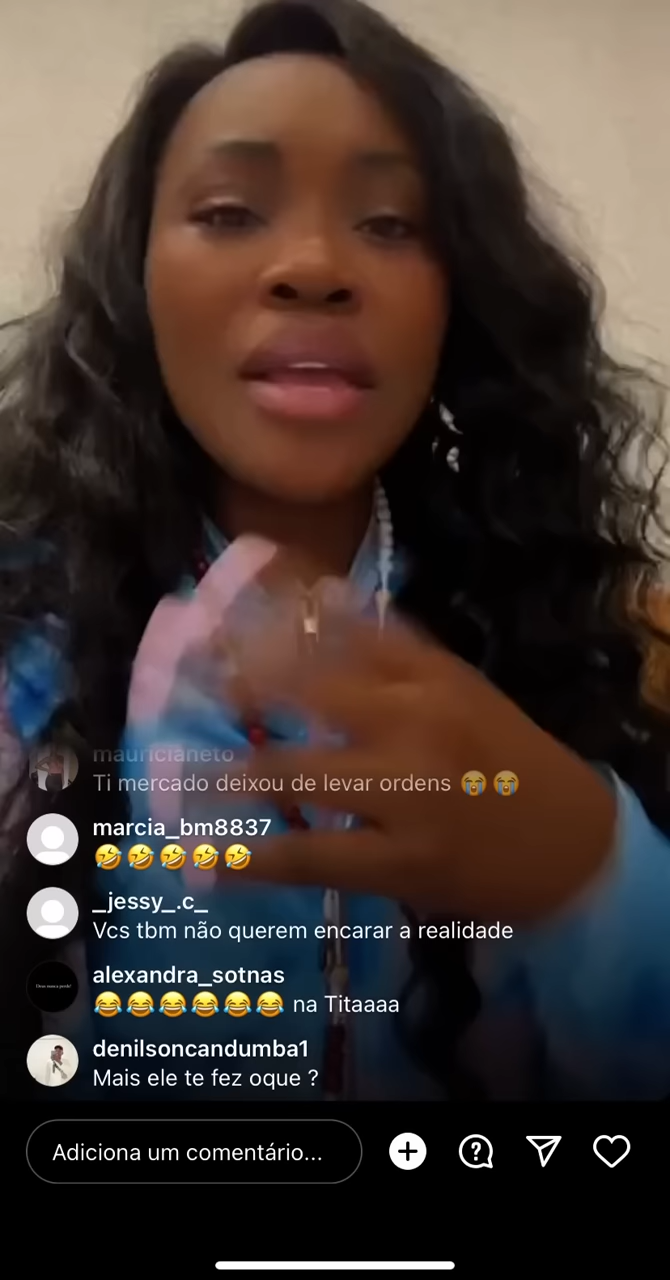 mauricianeto
Ti mercado deixou de levar ordens 😭 😭
marcia_bm8837
🤣 🤣 🤣 🤣 🤣
_jessy_.c_
Vcs tbm não querem encarar a realidade
alexandra_sotnas
😂 😂 😂 😂 😂 😂 na Titaaaa
denilsoncandumba1
Mais ele te fez oque ?
Adiciona um comentário...